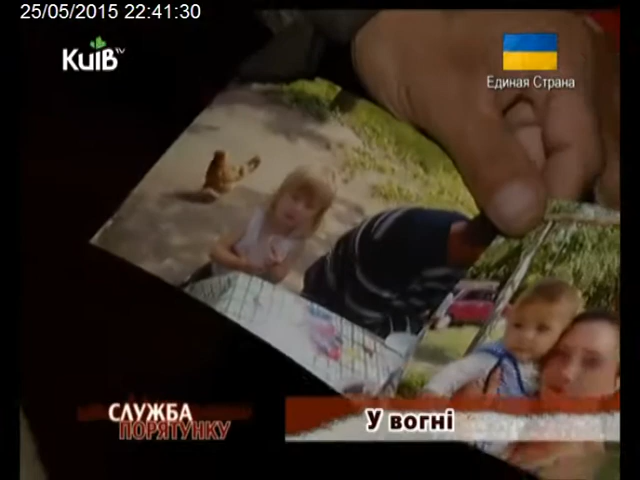 25/05/2015 22:41:30
КиїВ tv
Единая Страна
СЛУЖБА
ПОРЯТУНКУ
У вогні